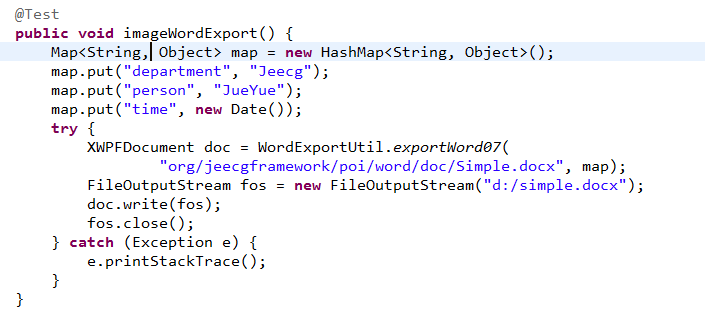 @Test
public void imageWordExport() {
    Map<String, Object> map = new HashMap<String, Object>();
    map.put("department", "Jeecg");
    map.put("person", "JueYue");
    map.put("time", new Date());
    try {
        XWPFDocument doc = WordExportUtil.exportWord07(
                "org/jeecgframework/poi/word/doc/Simple.docx", map);
        FileOutputStream fos = new FileOutputStream("d:/simple.docx");
        doc.write(fos);
        fos.close();
    } catch (Exception e) {
        e.printStackTrace();
    }
}